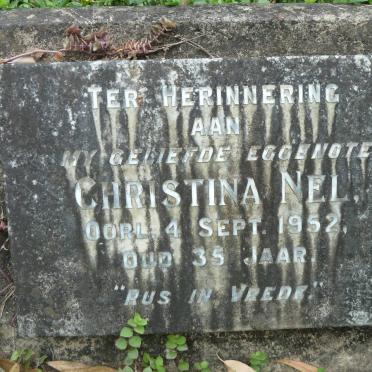 TER HERINNERING
AAN
MY GELIEFDE EGGENOTE
CHRISTINA NEL,
OORL. 4 SEPT. 1952,
OUD 35 JAAR.
"RUS IN VREDE."